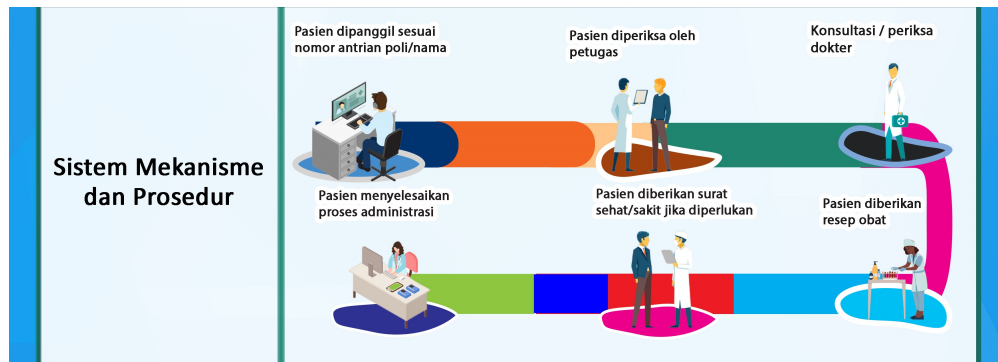 Sistem Mekanisme
dan Prosedur
Pasien dipanggil sesuai
nomor antrian poli/nama
Pasien diperiksa oleh
petugas
Konsultasi / periksa
dokter
Pasien diberikan
resep obat
Pasien diberikan surat
sehat/sakit jika diperlukan
Pasien menyelesaikan
proses administrasi